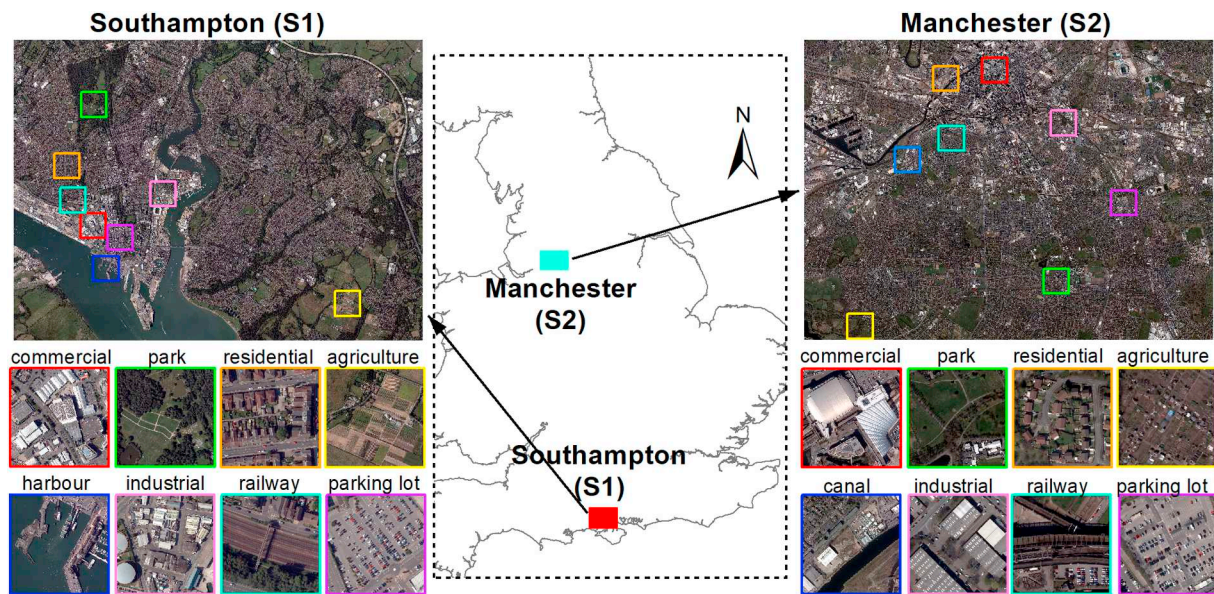 Southampton (S1)
Manchester (S2)
N
Manchester
(S2)
Southampton
(S1)
commercial
park
residential
agriculture
harbour
industrial
railway
parking lot
commercial
park
residential
agriculture
canal
industrial
railway
parking lot